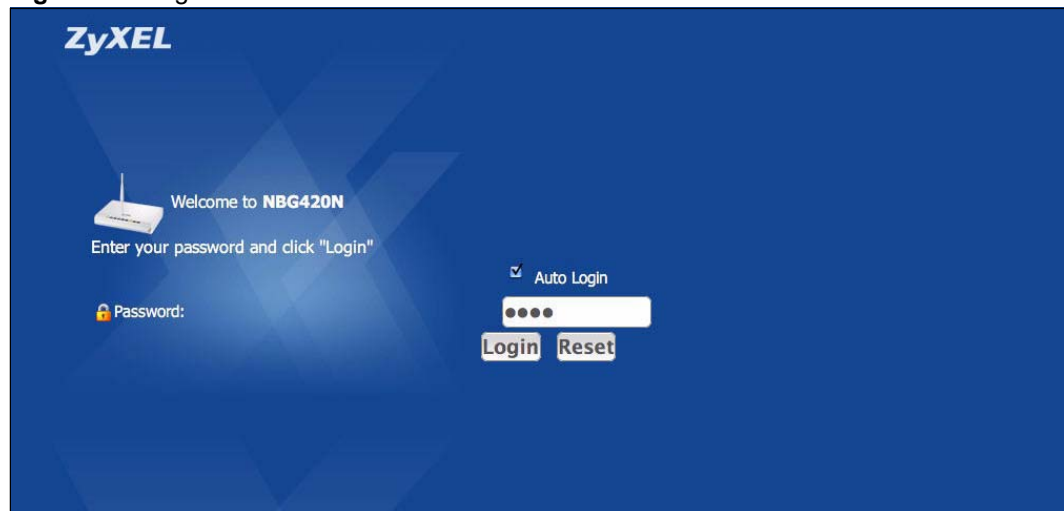 ZyXEL
Welcome to NBG420N
Enter your password and click "Login"
Auto Login
Password:
●●●●
Login Reset